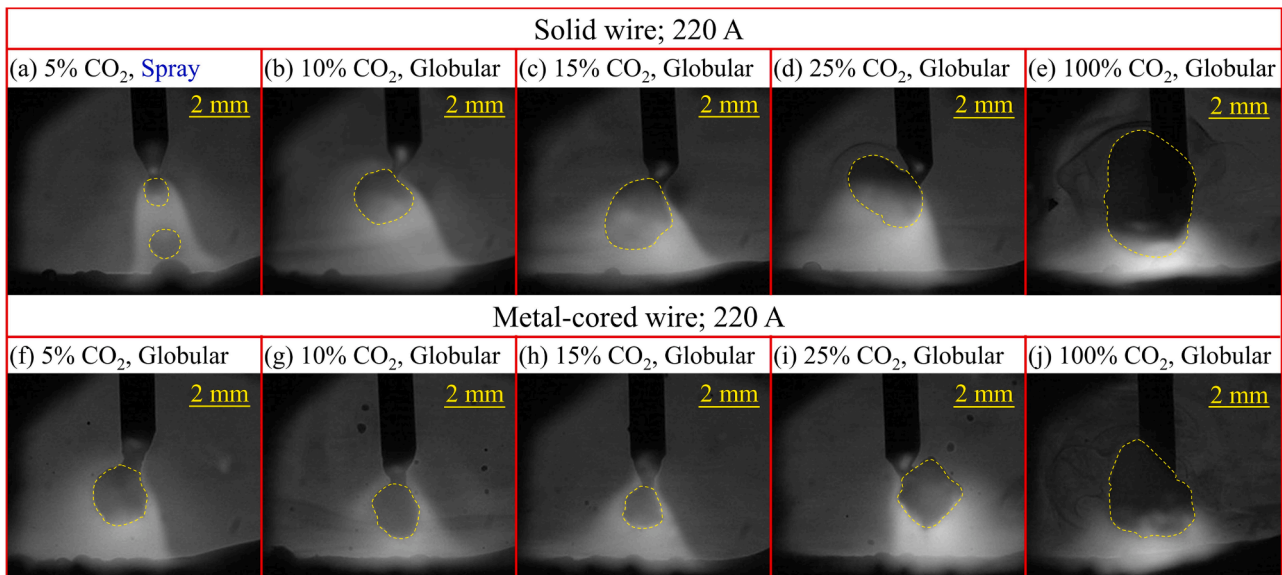 Solid wire; 220 A
(a) 5% CO₂, Spray
(b) 10% CO₂, Globular
(c) 15% CO₂, Globular
(d) 25% CO₂, Globular
(e) 100% CO₂, Globular
2 mm
2 mm
2 mm
2 mm
2 mm
Metal-cored wire; 220 A
(f) 5% CO₂, Globular
(g) 10% CO₂, Globular
(h) 15% CO₂, Globular
(i) 25% CO₂, Globular
(j) 100% CO₂, Globular
2 mm
2 mm
2 mm
2 mm
2 mm